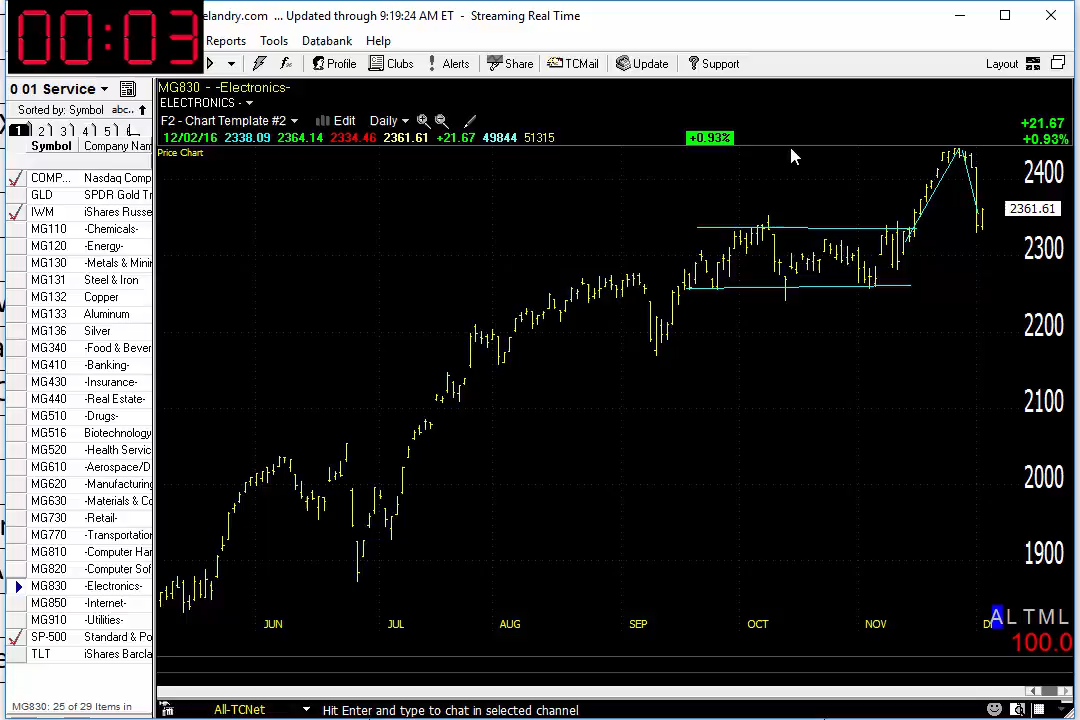 00:03
elandry.com ... Updated through 9:19:24 AM ET - Streaming Real Time
Reports Tools Databank Help
Profile Clubs Alerts Share TCMail Update Support Layout
0 01 Service
Sorted by: Symbol abc..
1 2 3 4 5
Symbol Company Nam
COMP... Nasdaq Comp
GLD SPDR Gold Tr
IWM iShares Russe
MG110 -Chemicals-
MG120 -Energy-
MG130 -Metals & Minin
MG131 Steel & Iron
MG132 Copper
MG133 Aluminum
MG136 Silver
MG340 -Food & Bever
MG410 -Banking-
MG430 -Insurance-
MG440 -Real Estate-
MG510 -Drugs-
MG516 Biotechnology
MG520 -Health Servic
MG610 -Aerospace/D
MG620 -Manufacturing
MG630 -Materials & Co
MG730 -Retail-
MG770 -Transportation
MG810 -Computer Har
MG820 -Computer Sof
MG830 -Electronics-
MG850 -Internet-
MG910 -Utilities-
SP-500 Standard & Po
TLT iShares Barcla
MG830: 25 of 29 Items in
MG830 - -Electronics-
ELECTRONICS -
F2 - Chart Template #2 Edit Daily
12/02/16 2338.09 2364.14 2334.46 2361.61 +21.67 49844 51315 +0.93%
+21.67
+0.93%
Price Chart
2400
2361.61
2300
2200
2100
2000
1900
JUN JUL AUG SEP OCT NOV D
A L T M L
100.0
All-TCNet Hit Enter and type to chat in selected channel